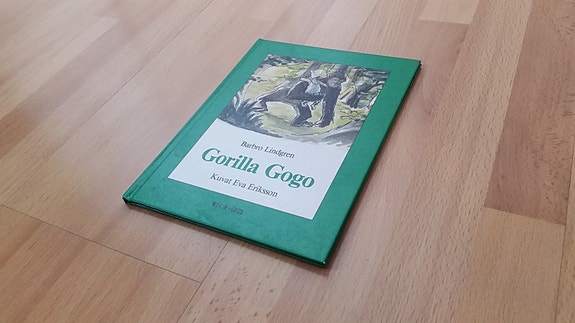 Barbro Lindgren
Gorilla Gogo
Kuvat Eva Eriksson